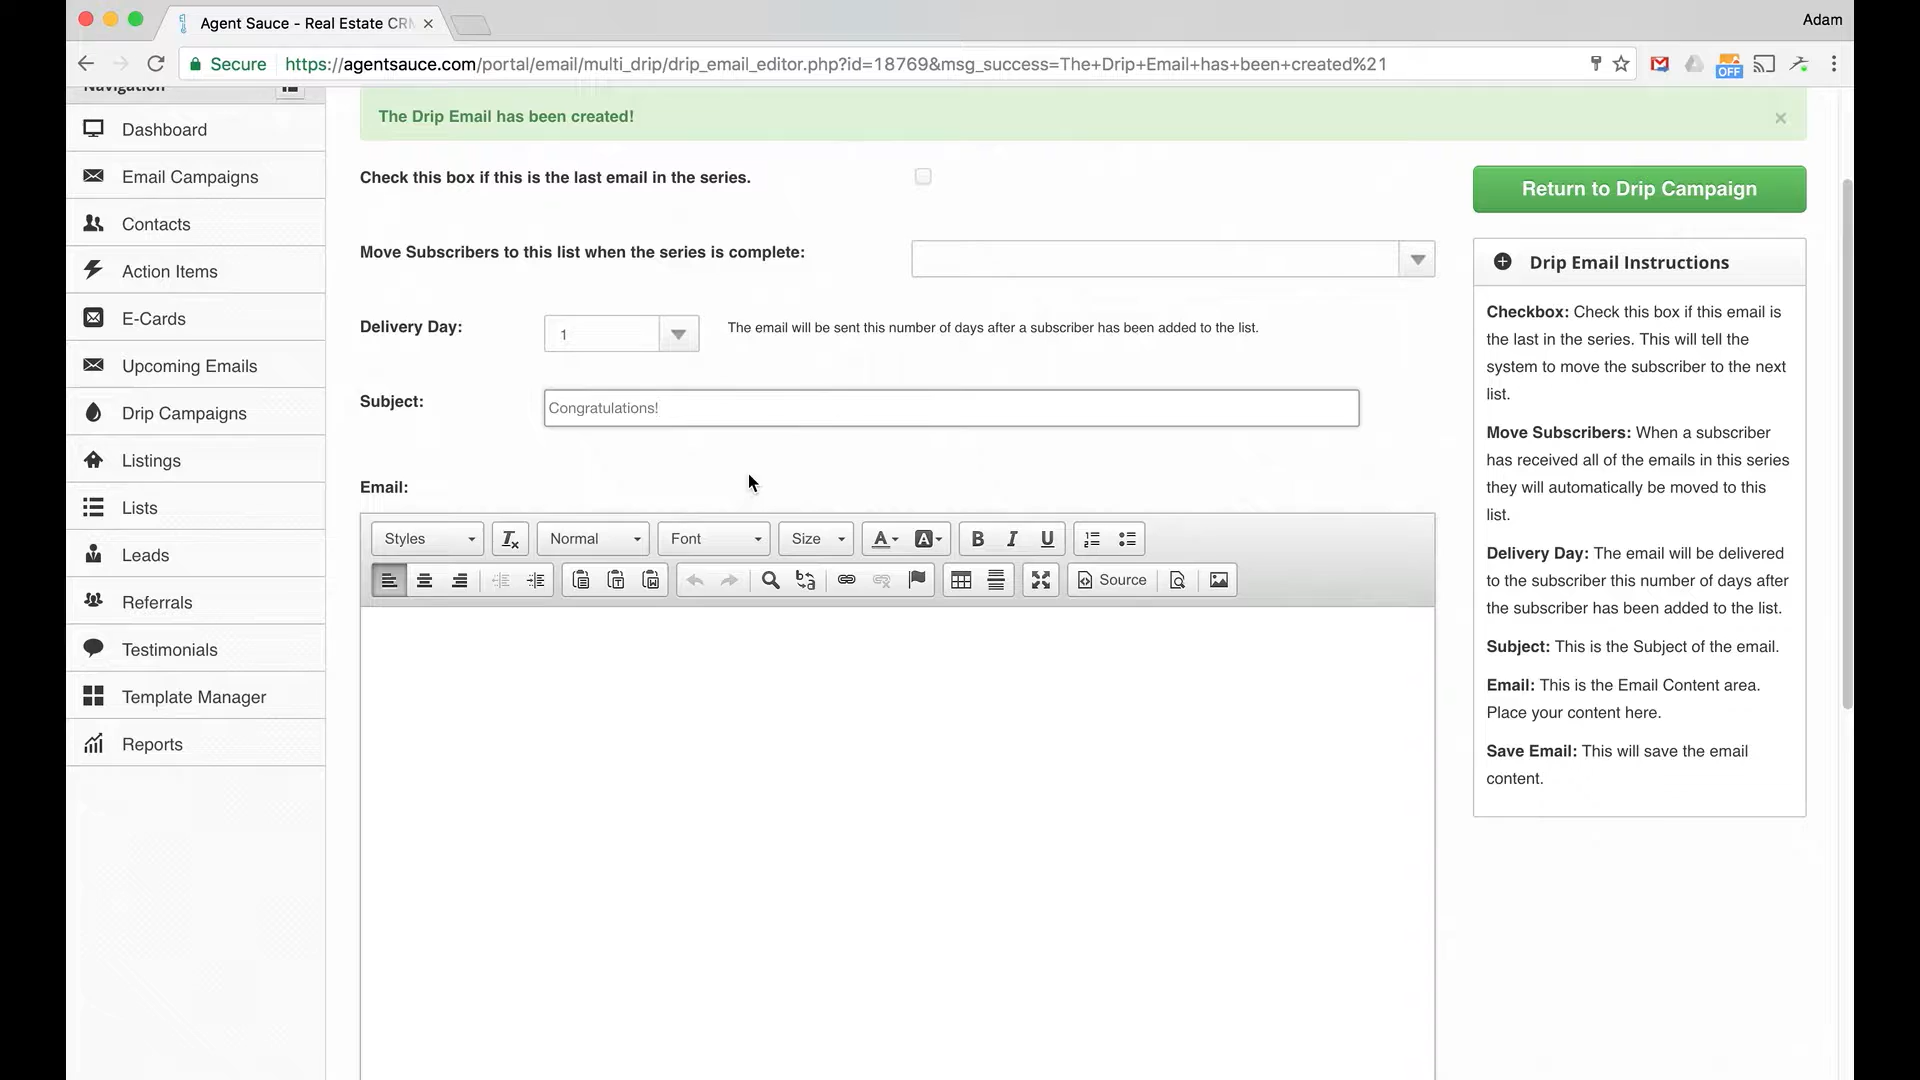 Agent Sauce - Real Estate CRM
Adam
Secure https://agentsauce.com/portal/email/multi_drip/drip_email_editor.php?id=18769&msg_success=The+Drip+Email+has+been+created%21
OFF
Navigation
Dashboard
Email Campaigns
Contacts
Action Items
E-Cards
Upcoming Emails
Drip Campaigns
Listings
Lists
Leads
Referrals
Testimonials
Template Manager
Reports
The Drip Email has been created!
Check this box if this is the last email in the series.
Move Subscribers to this list when the series is complete:
Delivery Day: 1 The email will be sent this number of days after a subscriber has been added to the list.
Subject: Congratulations!
Email:
Styles Normal Font Size
Source
Return to Drip Campaign
Drip Email Instructions
Checkbox: Check this box if this email is
the last in the series. This will tell the
system to move the subscriber to the next
list.
Move Subscribers: When a subscriber
has received all of the emails in this series
they will automatically be moved to this
list.
Delivery Day: The email will be delivered
to the subscriber this number of days after
the subscriber has been added to the list.
Subject: This is the Subject of the email.
Email: This is the Email Content area.
Place your content here.
Save Email: This will save the email
content.